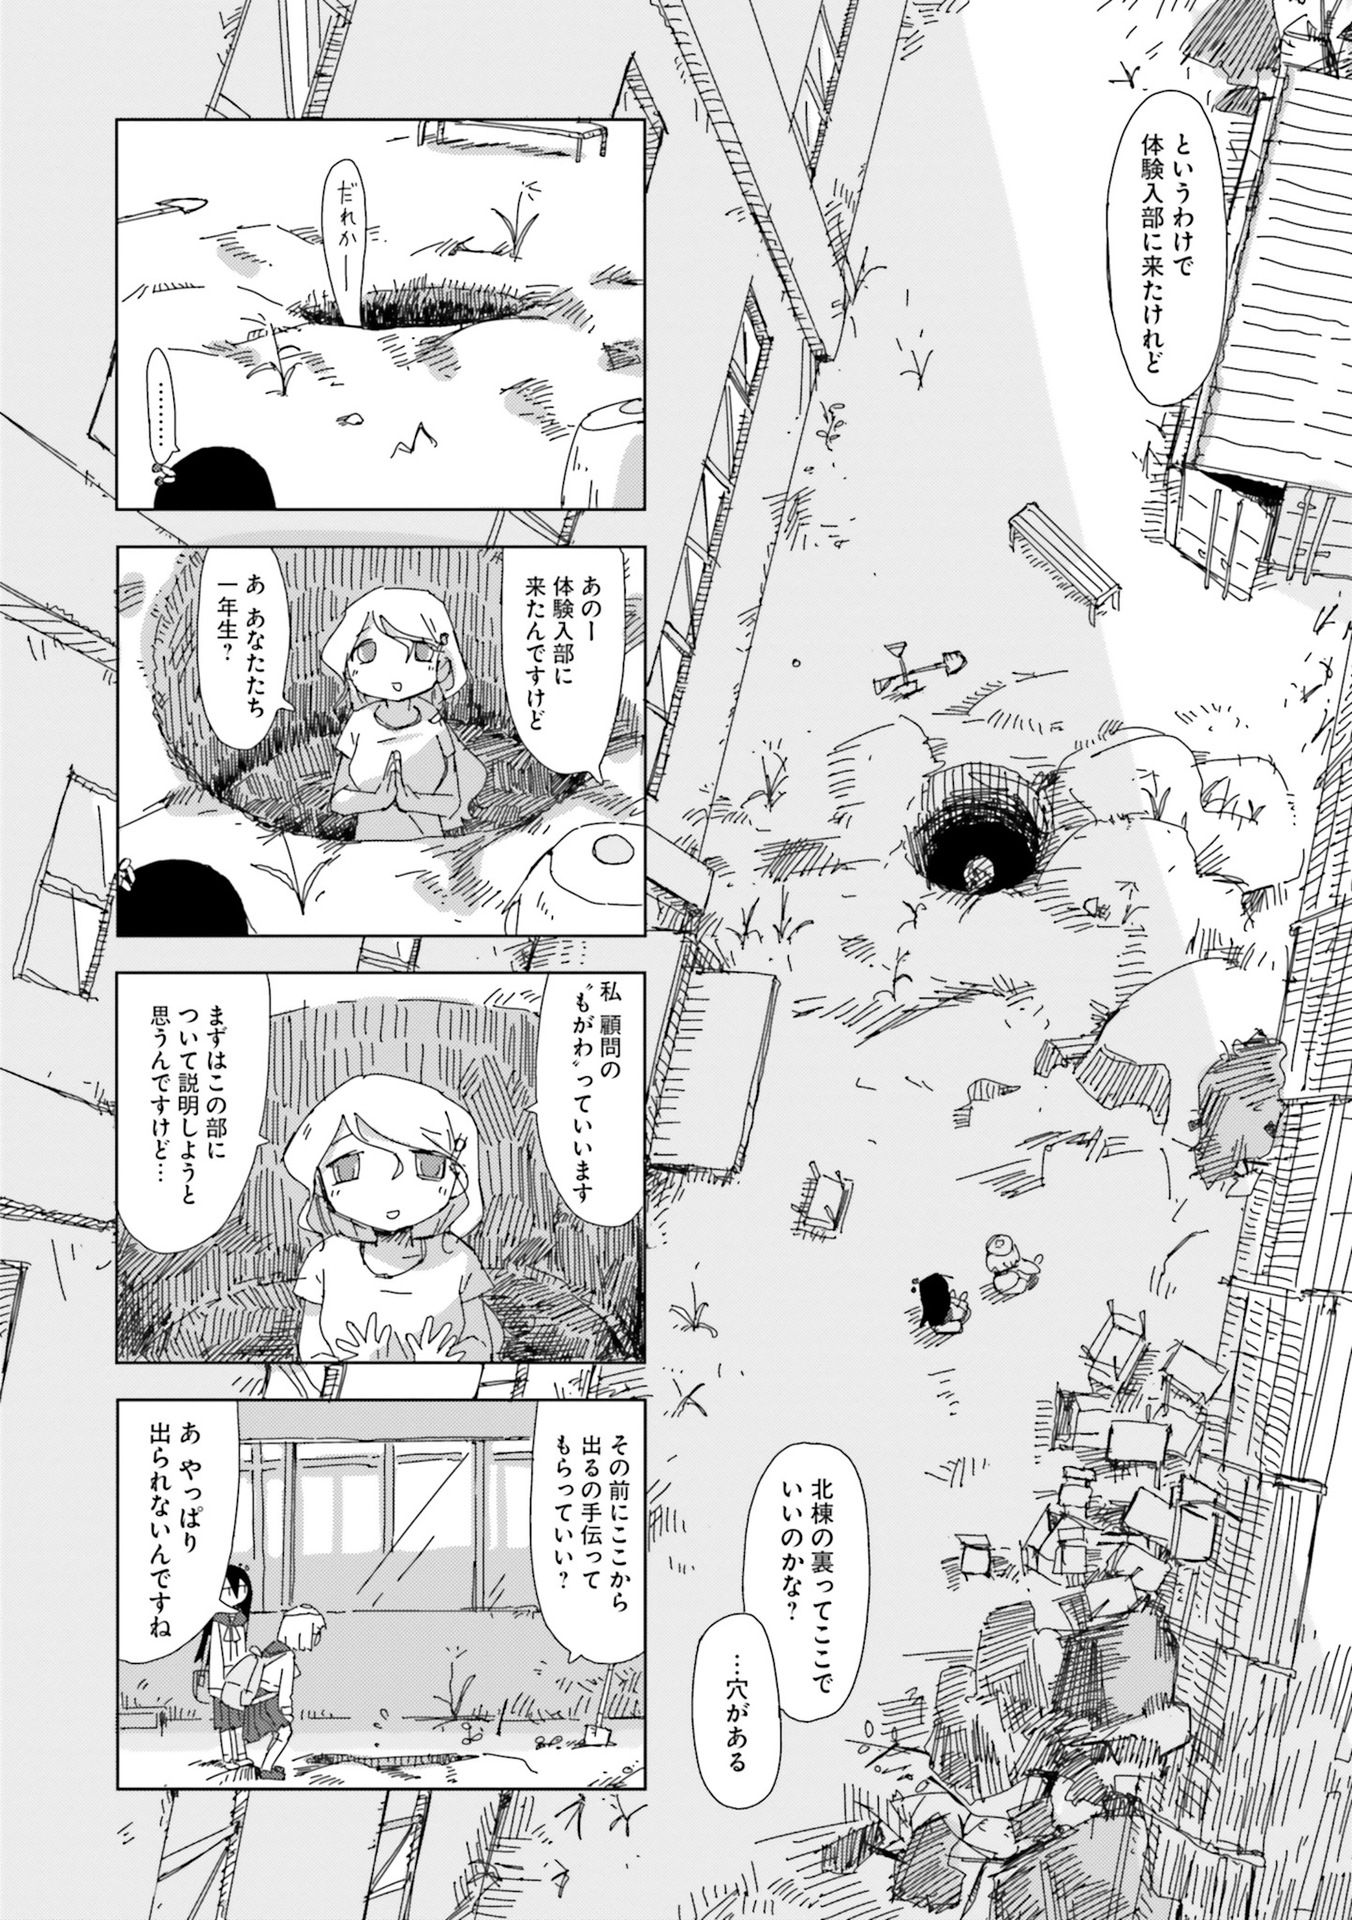 というわけで
体験入部に来たけれど
北棟の裏ってここで
いいのかな?
…穴がある
だれかー
………
あのー
体験入部に
来たんですけど
あ あなたたち
一年生?
私 顧問の
〝もがわ〟っていいます
まずはこの部に
ついて説明しようと
思うんですけど…
その前にここから
出るの手伝って
もらっていい?
あ やっぱり
出られないんですね